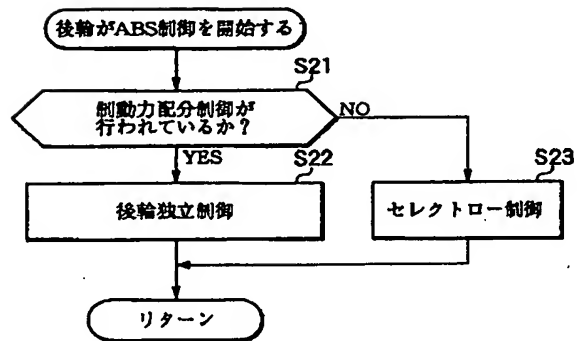 後輪がABS制御を開始する
S21
制動力配分制御が
行われているか？
NO
YES
S22
S23
後輪独立制御
セレクトロー制御
リターン